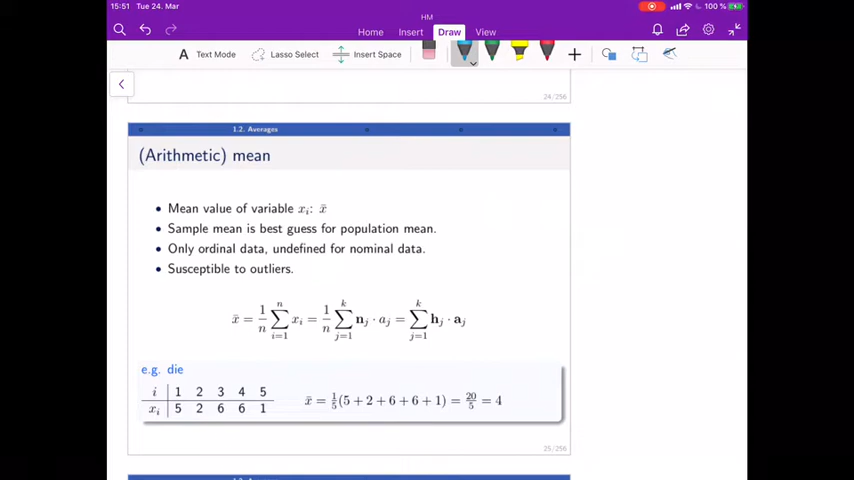 15:51 Tue 24. Mar
100 %
HM
Home Insert Draw View
A Text Mode Lasso Select Insert Space
24/256
1.2. Averages
(Arithmetic) mean
• Mean value of variable xᵢ: x̄
• Sample mean is best guess for population mean.
• Only ordinal data, undefined for nominal data.
• Susceptible to outliers.
x̄ = 1/n ∑_{i=1}^{n} xᵢ = 1/n ∑_{j=1}^{k} nⱼ · aⱼ = ∑_{j=1}^{k} hⱼ · aⱼ
e.g. die
i 1 2 3 4 5
xᵢ 5 2 6 6 1
x̄ = 1/5(5 + 2 + 6 + 6 + 1) = 20/5 = 4
25/256